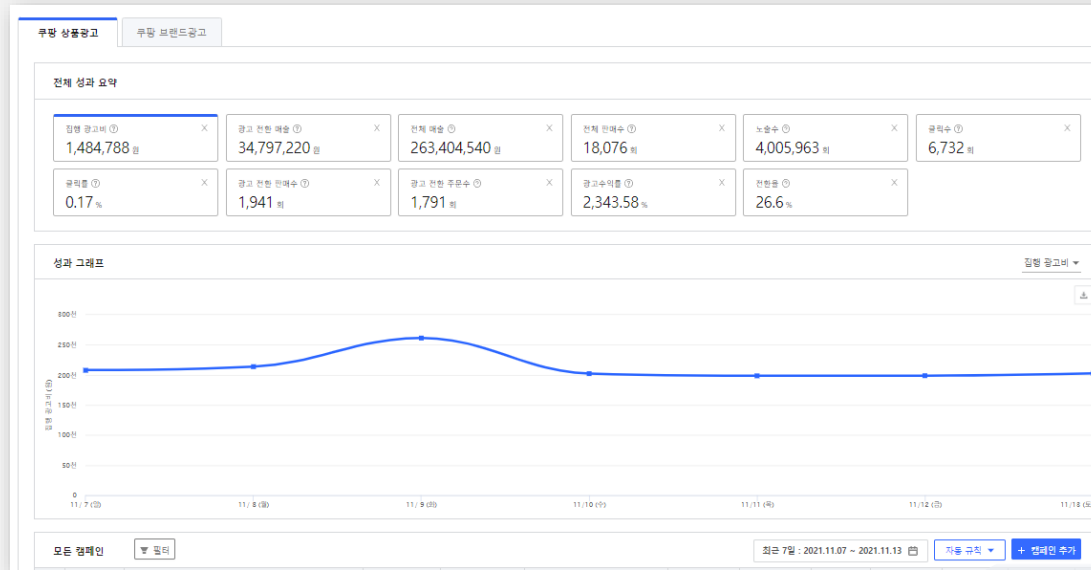 쿠팡 상품광고
쿠팡 브랜드광고
전체 성과 요약
집행 광고비 ? X
1,484,788 원
광고 전환 매출 ? X
34,797,220 원
전체 매출 ? X
263,404,540 원
전체 판매수 ? X
18,076 회
노출수 ? X
4,005,963 회
클릭수 ? X
6,732 회
클릭률 ? X
0.17 %
광고 전환 판매수 ? X
1,941 회
광고 전환 주문수 ? X
1,791 회
광고수익률 ? X
2,343.58 %
전환율 ? X
26.6 %
성과 그래프
집행 광고비
집행 광고비(원)
300천
250천
200천
150천
100천
50천
0
11/ 7 (일)
11/ 8 (월)
11/ 9 (화)
11/10 (수)
11/11 (목)
11/12 (금)
11/13 (토
모든 캠페인
필터
최근 7일 : 2021.11.07 ~ 2021.11.13
자동 규칙
+ 캠페인 추가